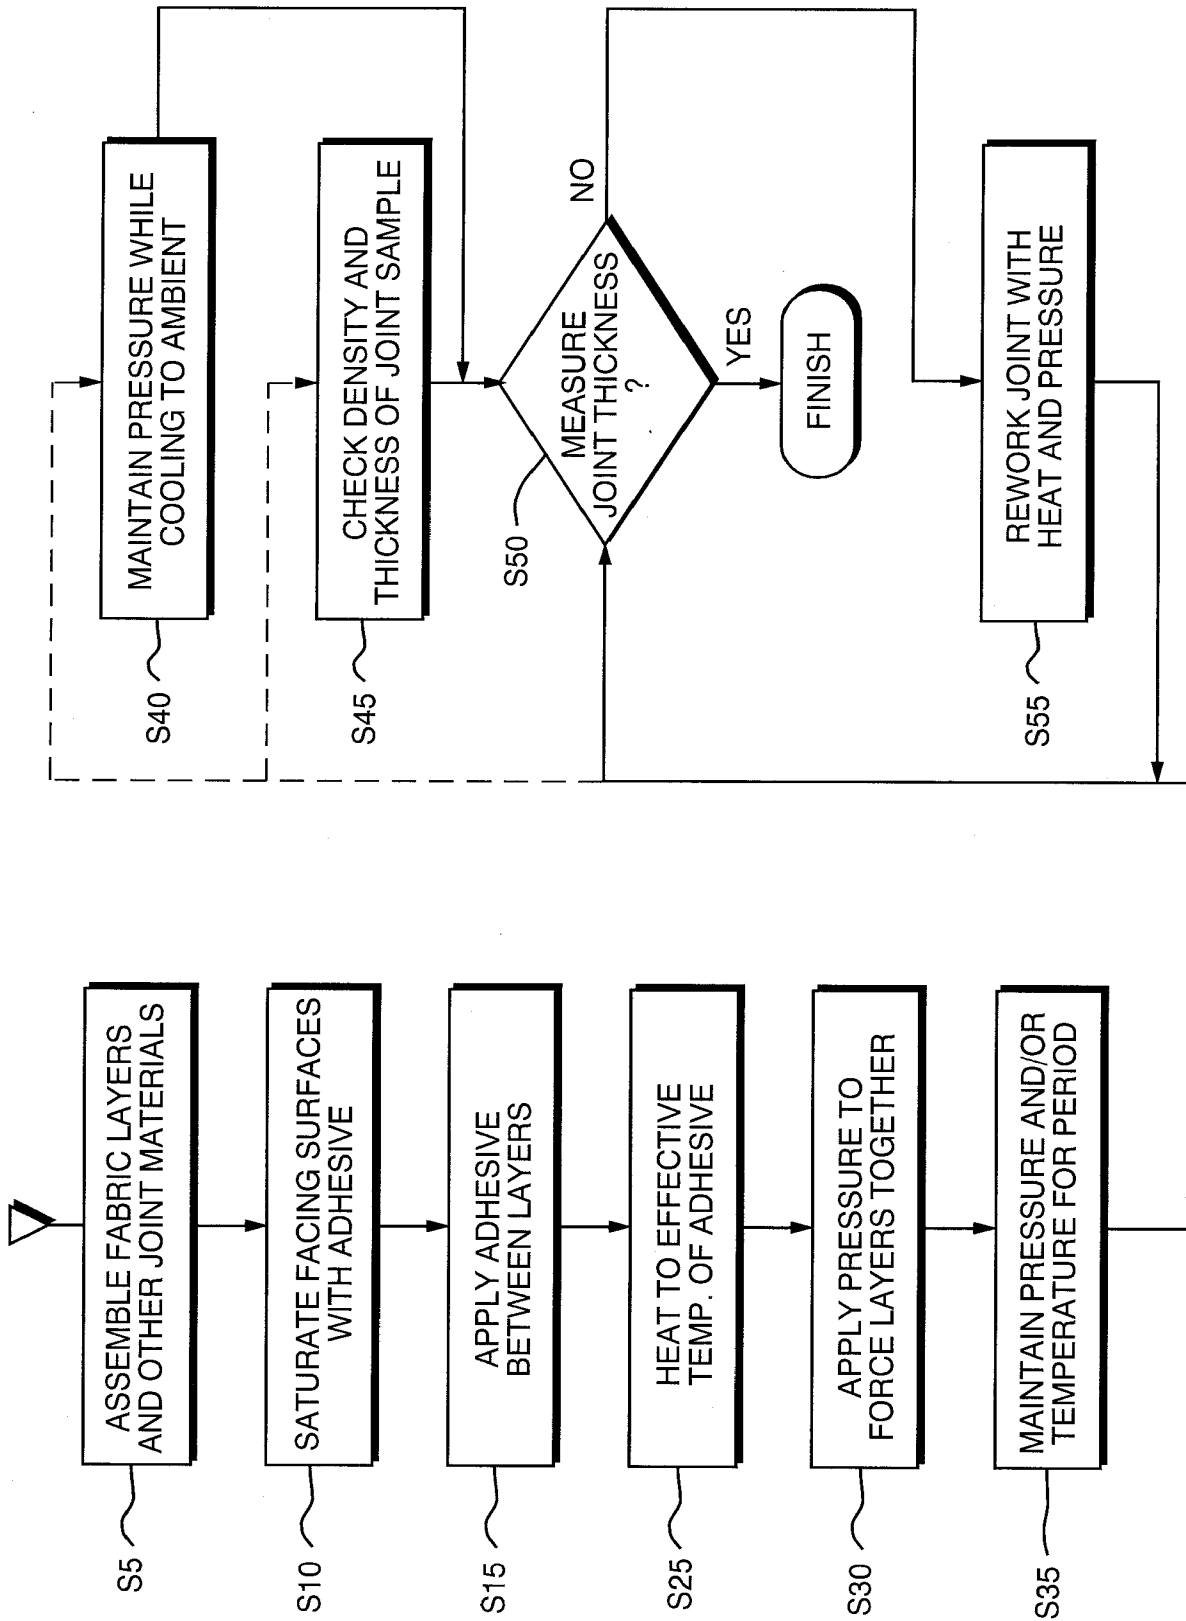 S5
ASSEMBLE FABRIC LAYERS
AND OTHER JOINT MATERIALS
S10
SATURATE FACING SURFACES
WITH ADHESIVE
S15
APPLY ADHESIVE
BETWEEN LAYERS
S25
HEAT TO EFFECTIVE
TEMP. OF ADHESIVE
S30
APPLY PRESSURE TO
FORCE LAYERS TOGETHER
S35
MAINTAIN PRESSURE AND/OR
TEMPERATURE FOR PERIOD
S40
MAINTAIN PRESSURE WHILE
COOLING TO AMBIENT
S45
CHECK DENSITY AND
THICKNESS OF JOINT SAMPLE
S50
MEASURE
JOINT THICKNESS
?
NO
YES
FINISH
S55
REWORK JOINT WITH
HEAT AND PRESSURE